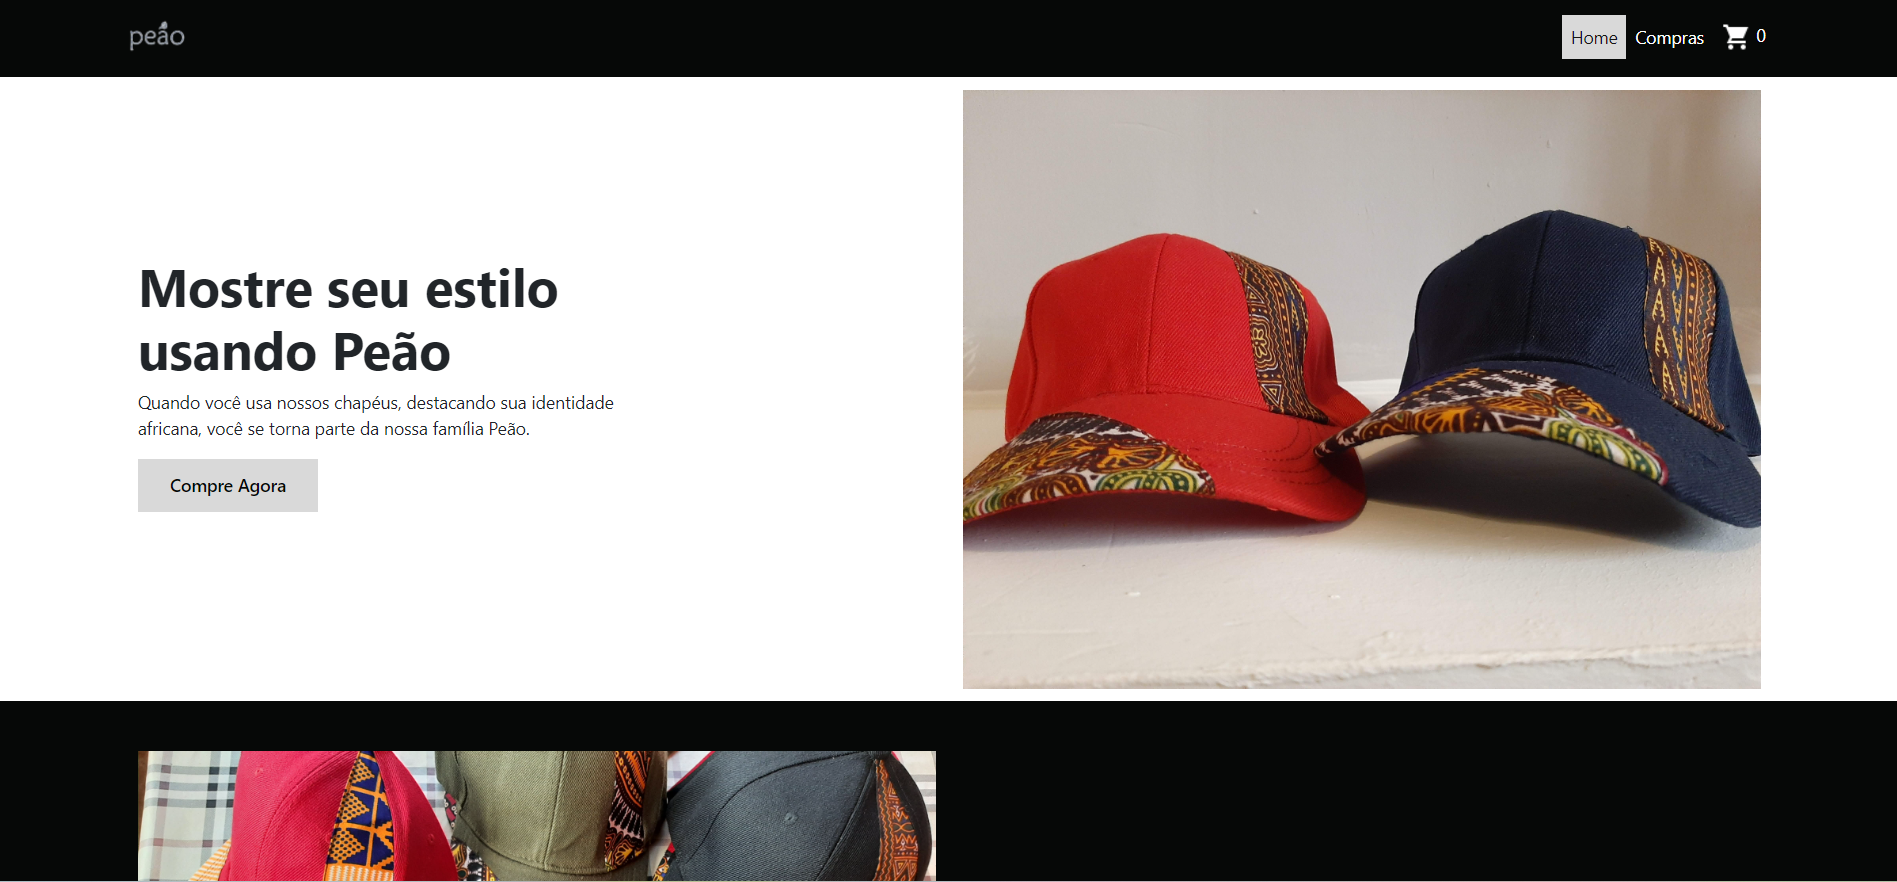 peão
Home
Compras
0
Mostre seu estilo
usando Peão
Quando você usa nossos chapéus, destacando sua identidade
africana, você se torna parte da nossa família Peão.
Compre Agora